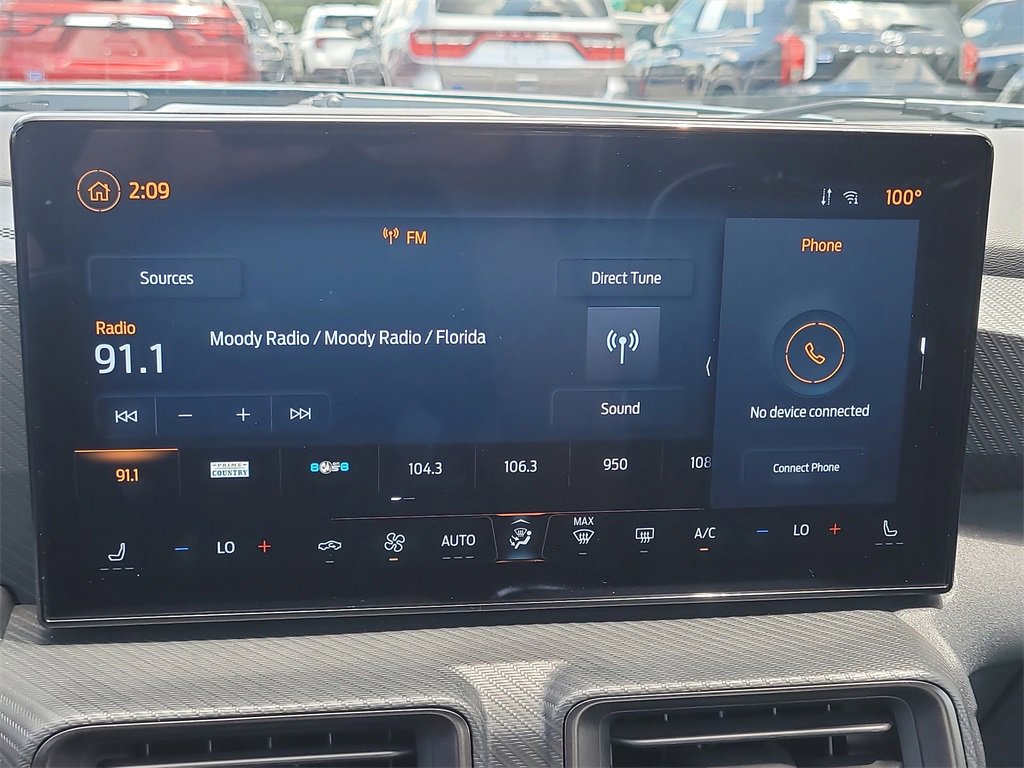 2:09
100°
FM
Phone
Sources
Direct Tune
Radio
91.1
Moody Radio / Moody Radio / Florida
No device connected
Sound
Connect Phone
91.1
PRIME
COUNTRY
104.3
106.3
950
108
LO
AUTO
MAX
A/C
LO